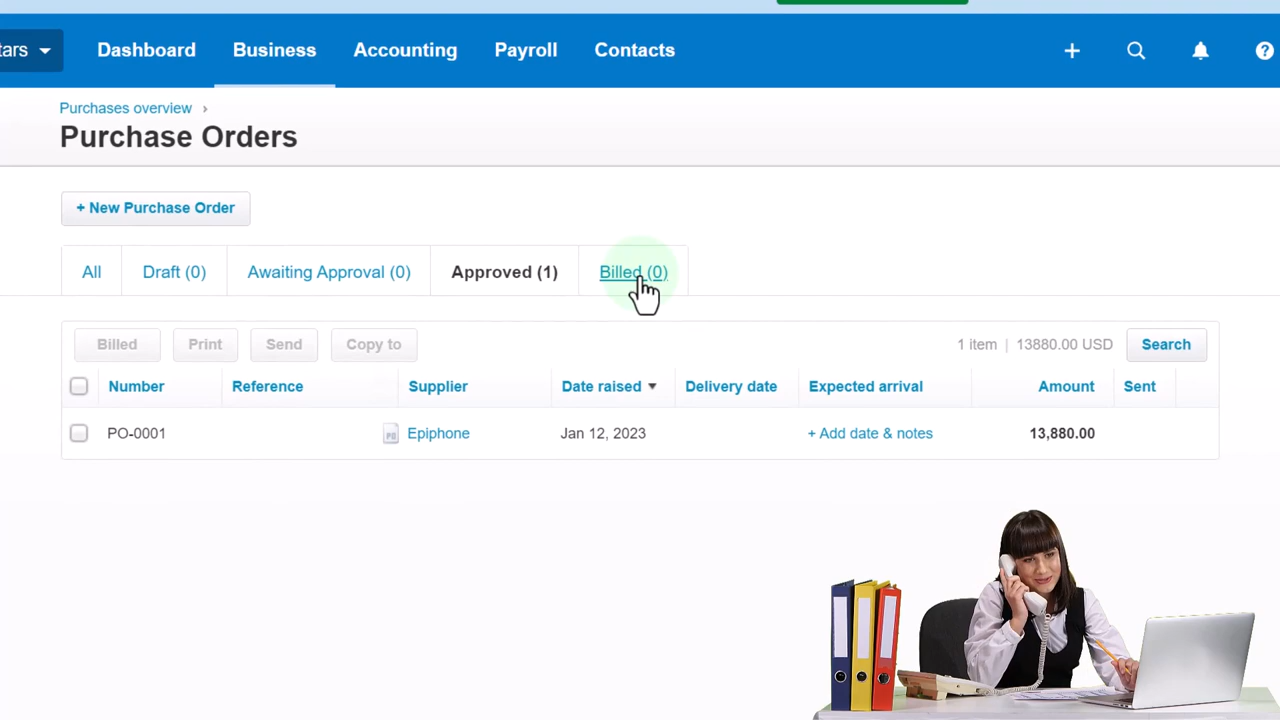 tars Dashboard Business Accounting Payroll Contacts ?
Purchases overview ›
Purchase Orders
+ New Purchase Order
All Draft (0) Awaiting Approval (0) Approved (1) Billed (0)
Billed Print Send Copy to 1 item | 13880.00 USD Search
Number Reference Supplier Date raised Delivery date Expected arrival Amount Sent
PO-0001 PO Epiphone Jan 12, 2023 + Add date & notes 13,880.00